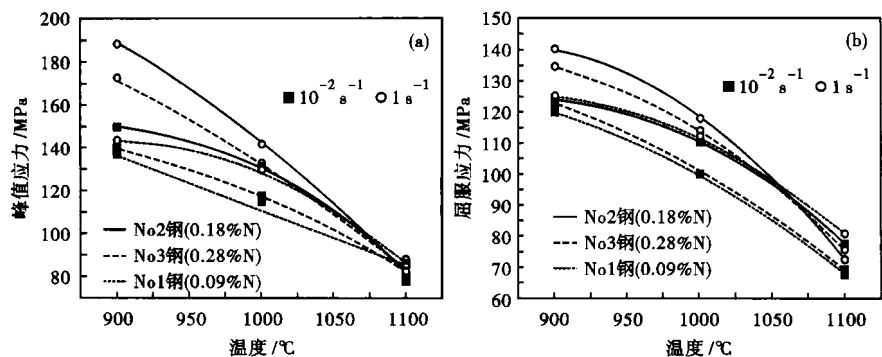 (a)
200
180
160
140
120
100
80
峰值应力/MPa
■ 10⁻² s⁻¹ ○ 1 s⁻¹
No2钢(0.18%N)
No3钢(0.28%N)
No1钢(0.09%N)
900 950 1000 1050 1100
温度/℃
(b)
150
140
130
120
110
100
90
80
70
60
屈服应力/MPa
■ 10⁻² s⁻¹ ○ 1 s⁻¹
No2钢(0.18%N)
No3钢(0.28%N)
No1钢(0.09%N)
900 950 1000 1050 1100
温度/℃